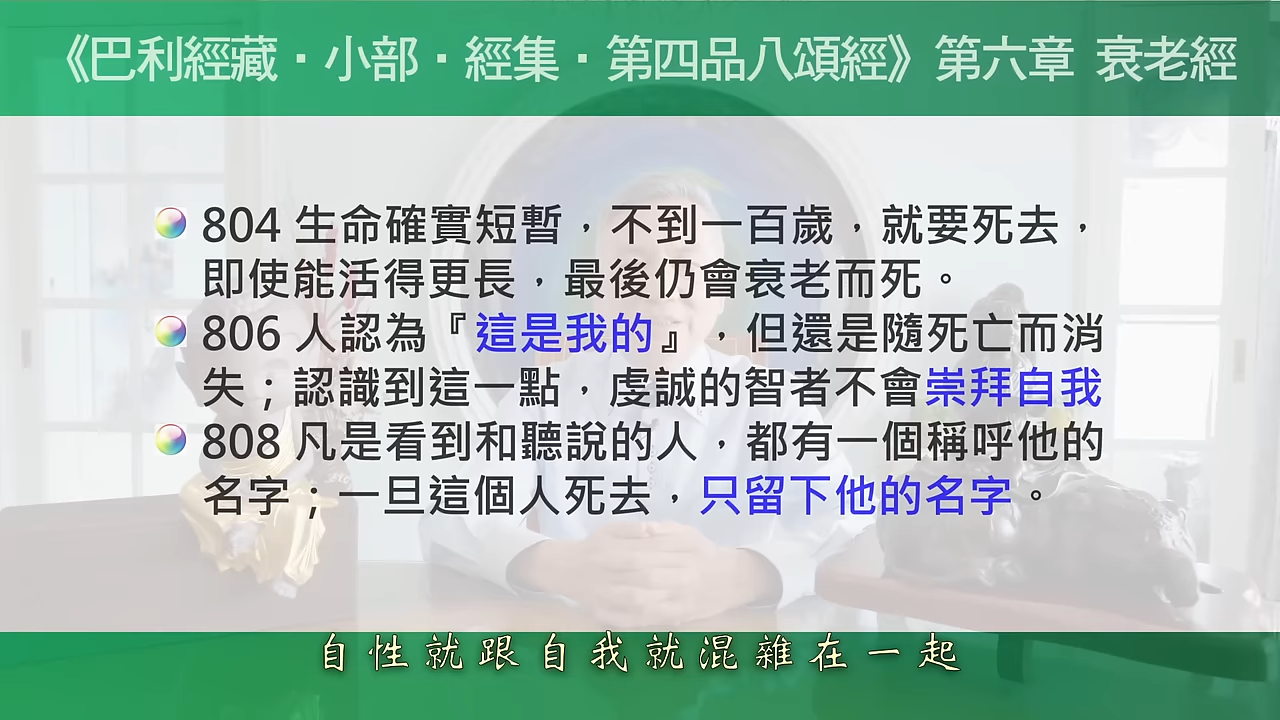 《巴利經藏·小部·經集·第四品八頌經》第六章 衰老經
804 生命確實短暫，不到一百歲，就要死去，
即使能活得更長，最後仍會衰老而死。
806 人認為『這是我的』，但還是隨死亡而消
失；認識到這一點，虔誠的智者不會崇拜自我
808 凡是看到和聽說的人，都有一個稱呼他的
名字；一旦這個人死去，只留下他的名字。
自性就跟自我就混雜在一起